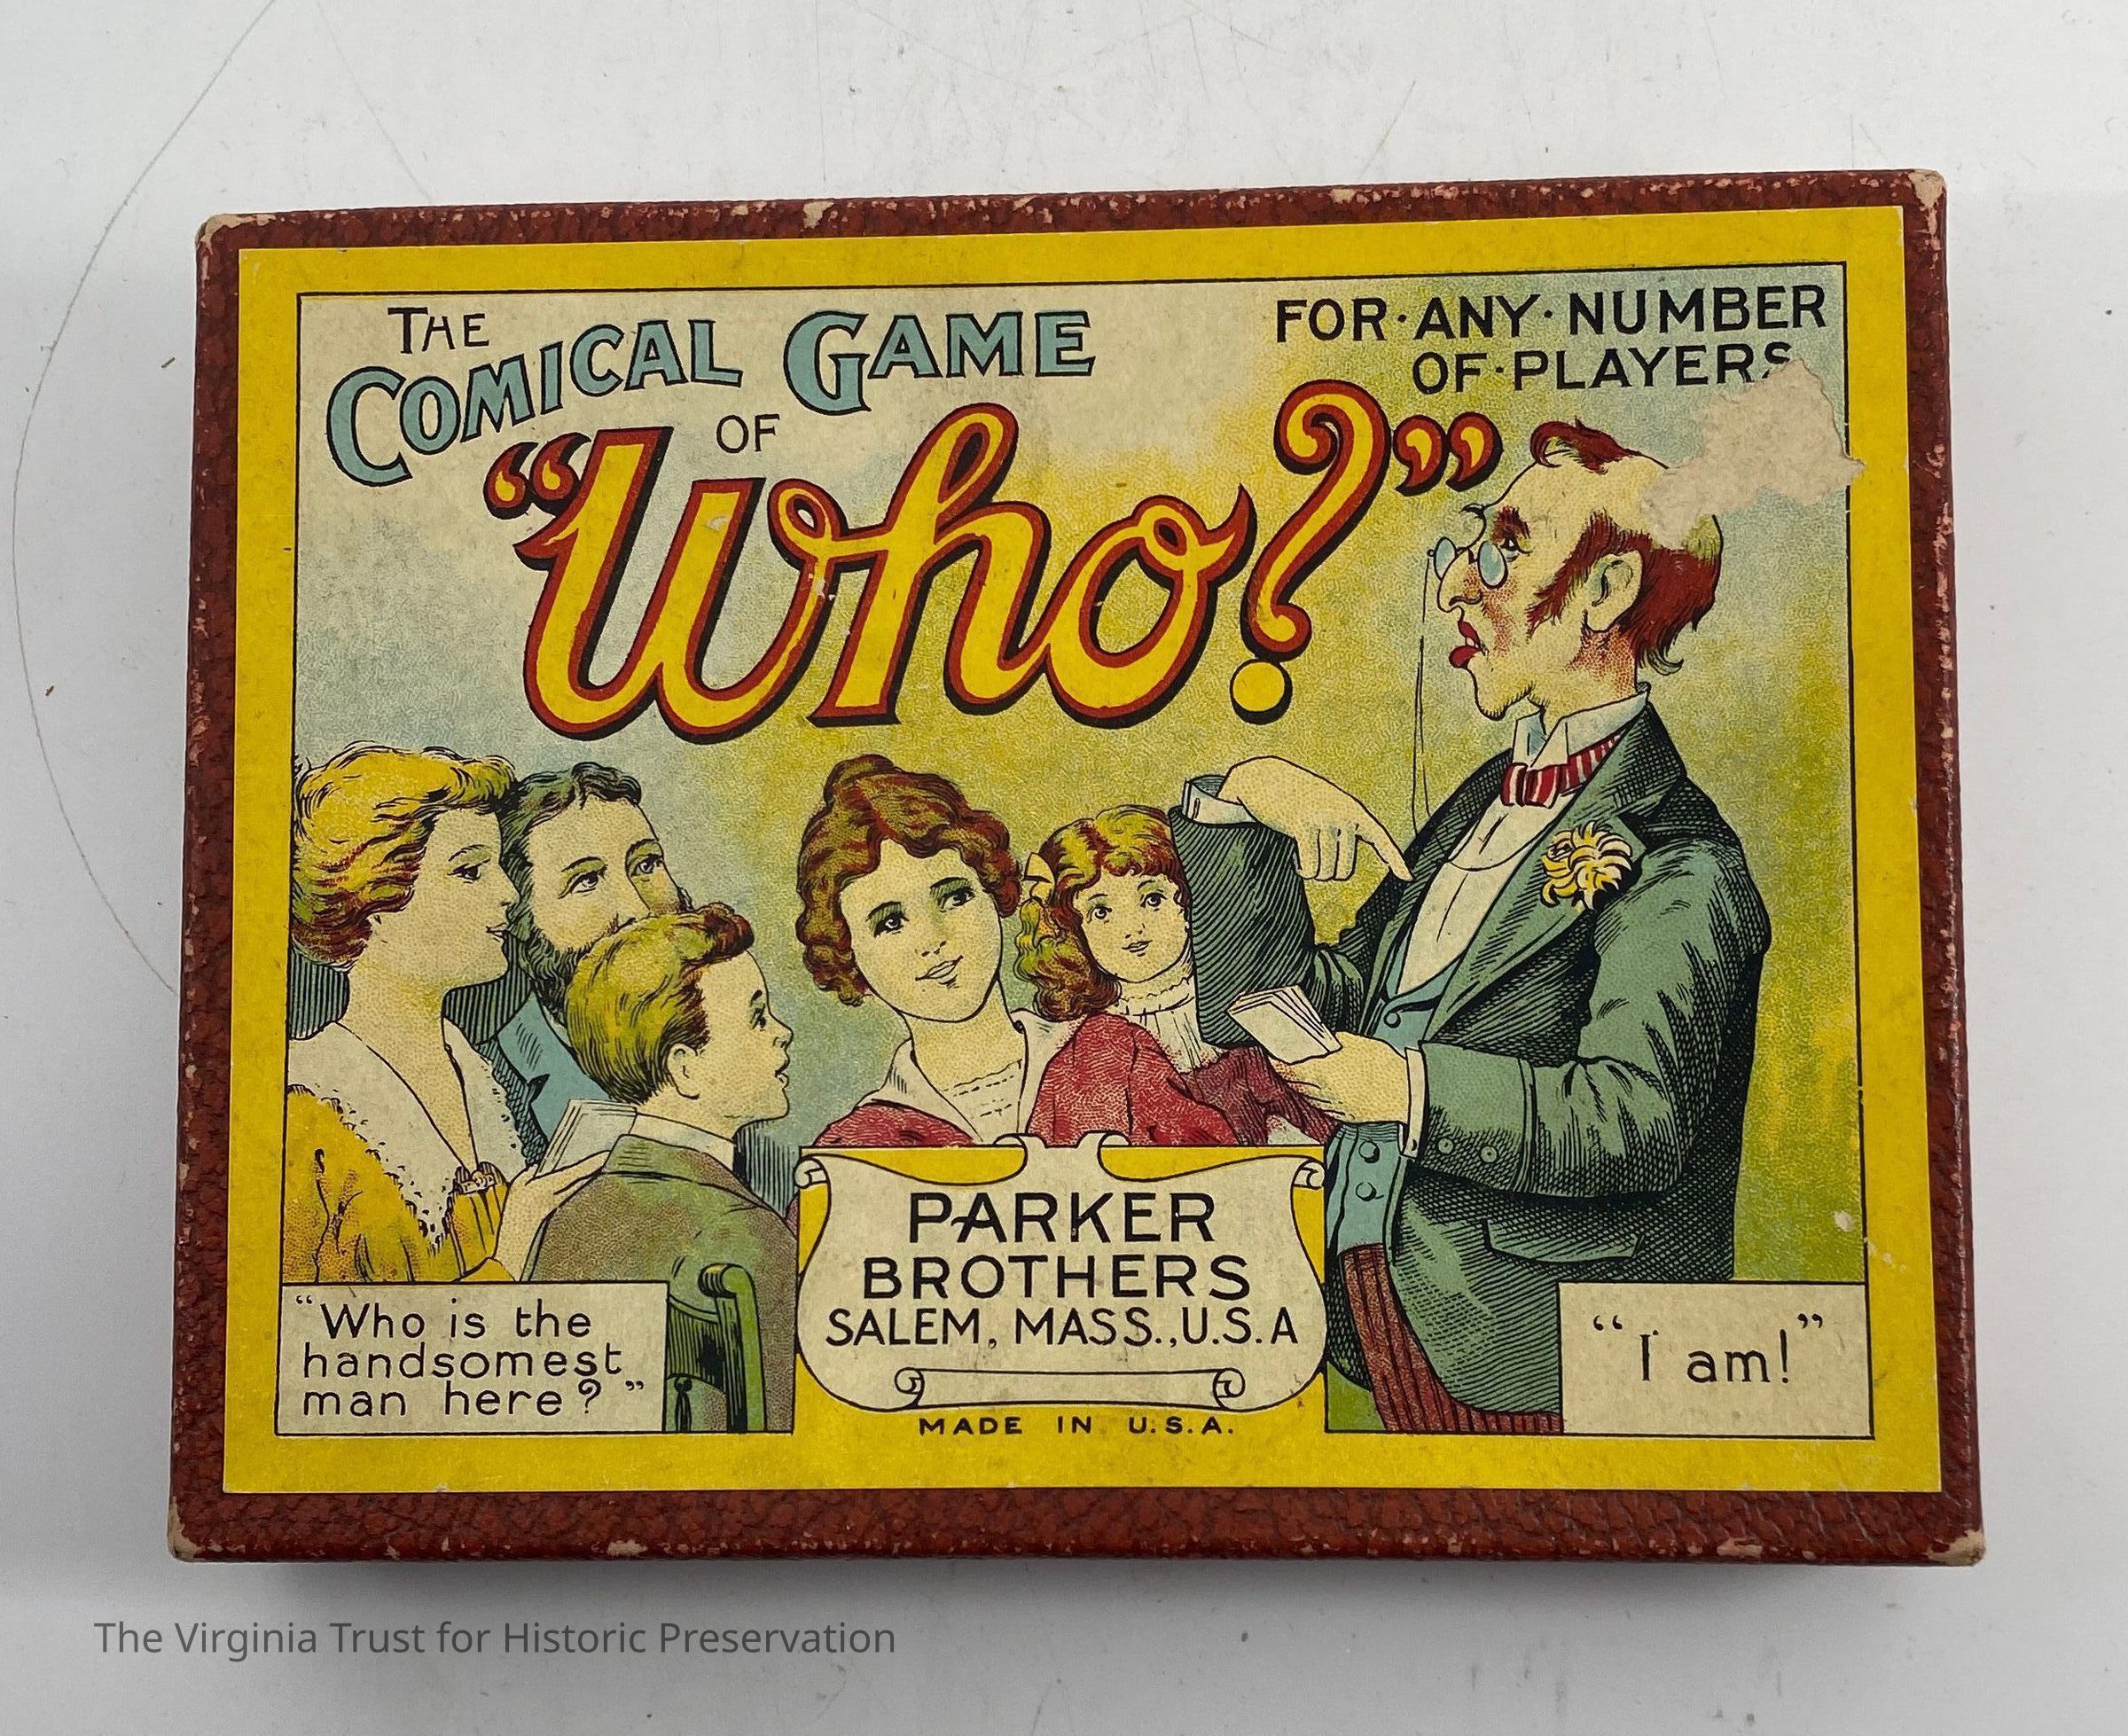 THE
COMICAL GAME
OF
"Who?"
FOR·ANY·NUMBER
OF·PLAYERS
"Who is the
handsomest
man here?"
PARKER
BROTHERS
SALEM, MASS., U.S.A
MADE IN U.S.A.
"I am!"
The Virginia Trust for Historic Preservation